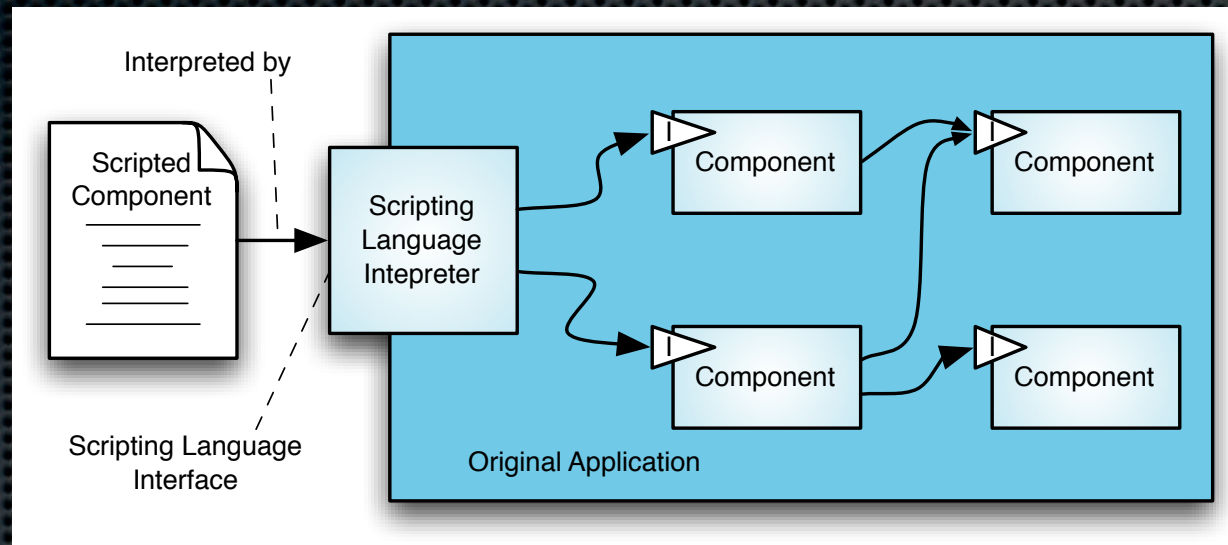 Interpreted by
Scripted
Component
Scripting
Language
Intepreter
Scripting Language
Interface
I
Component
I
Component
I
Component
I
Component
Original Application